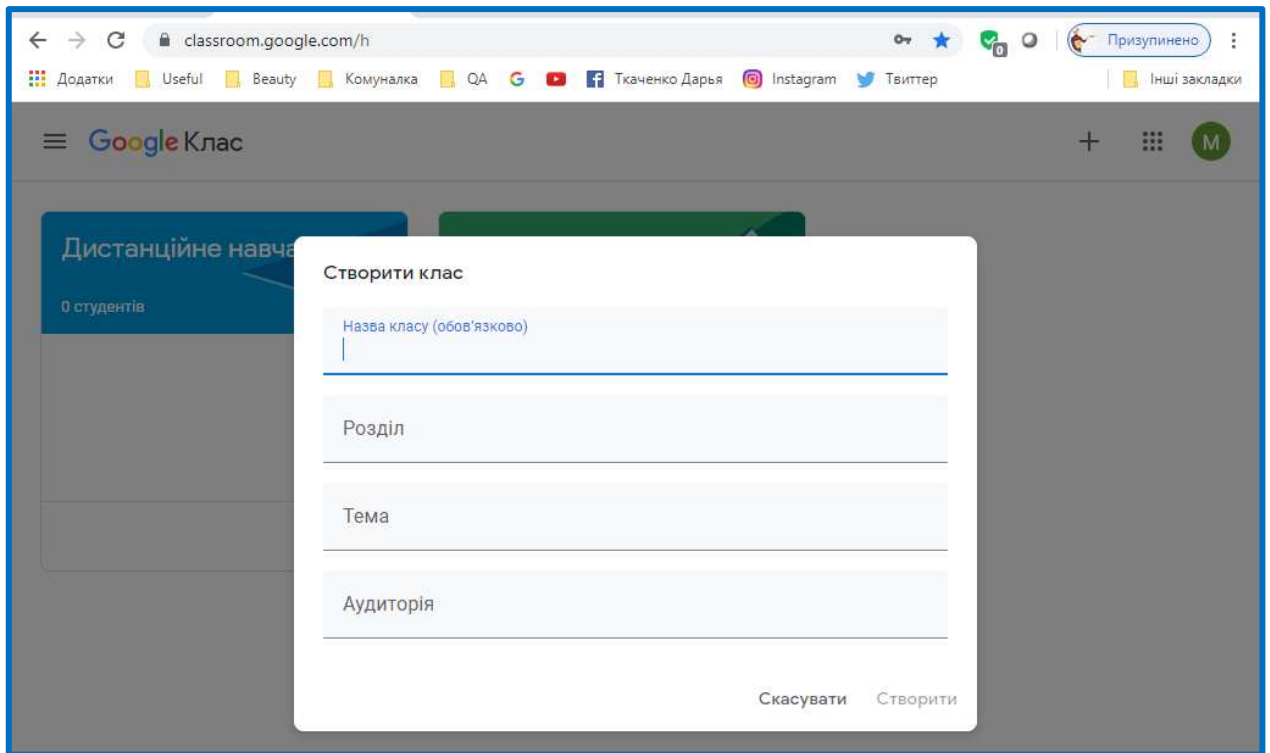 classroom.google.com/h
0
Призупинено
Додатки Useful Beauty Комуналка QA Ткаченко Дарья Instagram Твиттер Інші закладки
Google Клас
M
Дистанційне навча
0 студентів
Створити клас
Назва класу (обов'язково)
Розділ
Тема
Аудиторія
Скасувати Створити